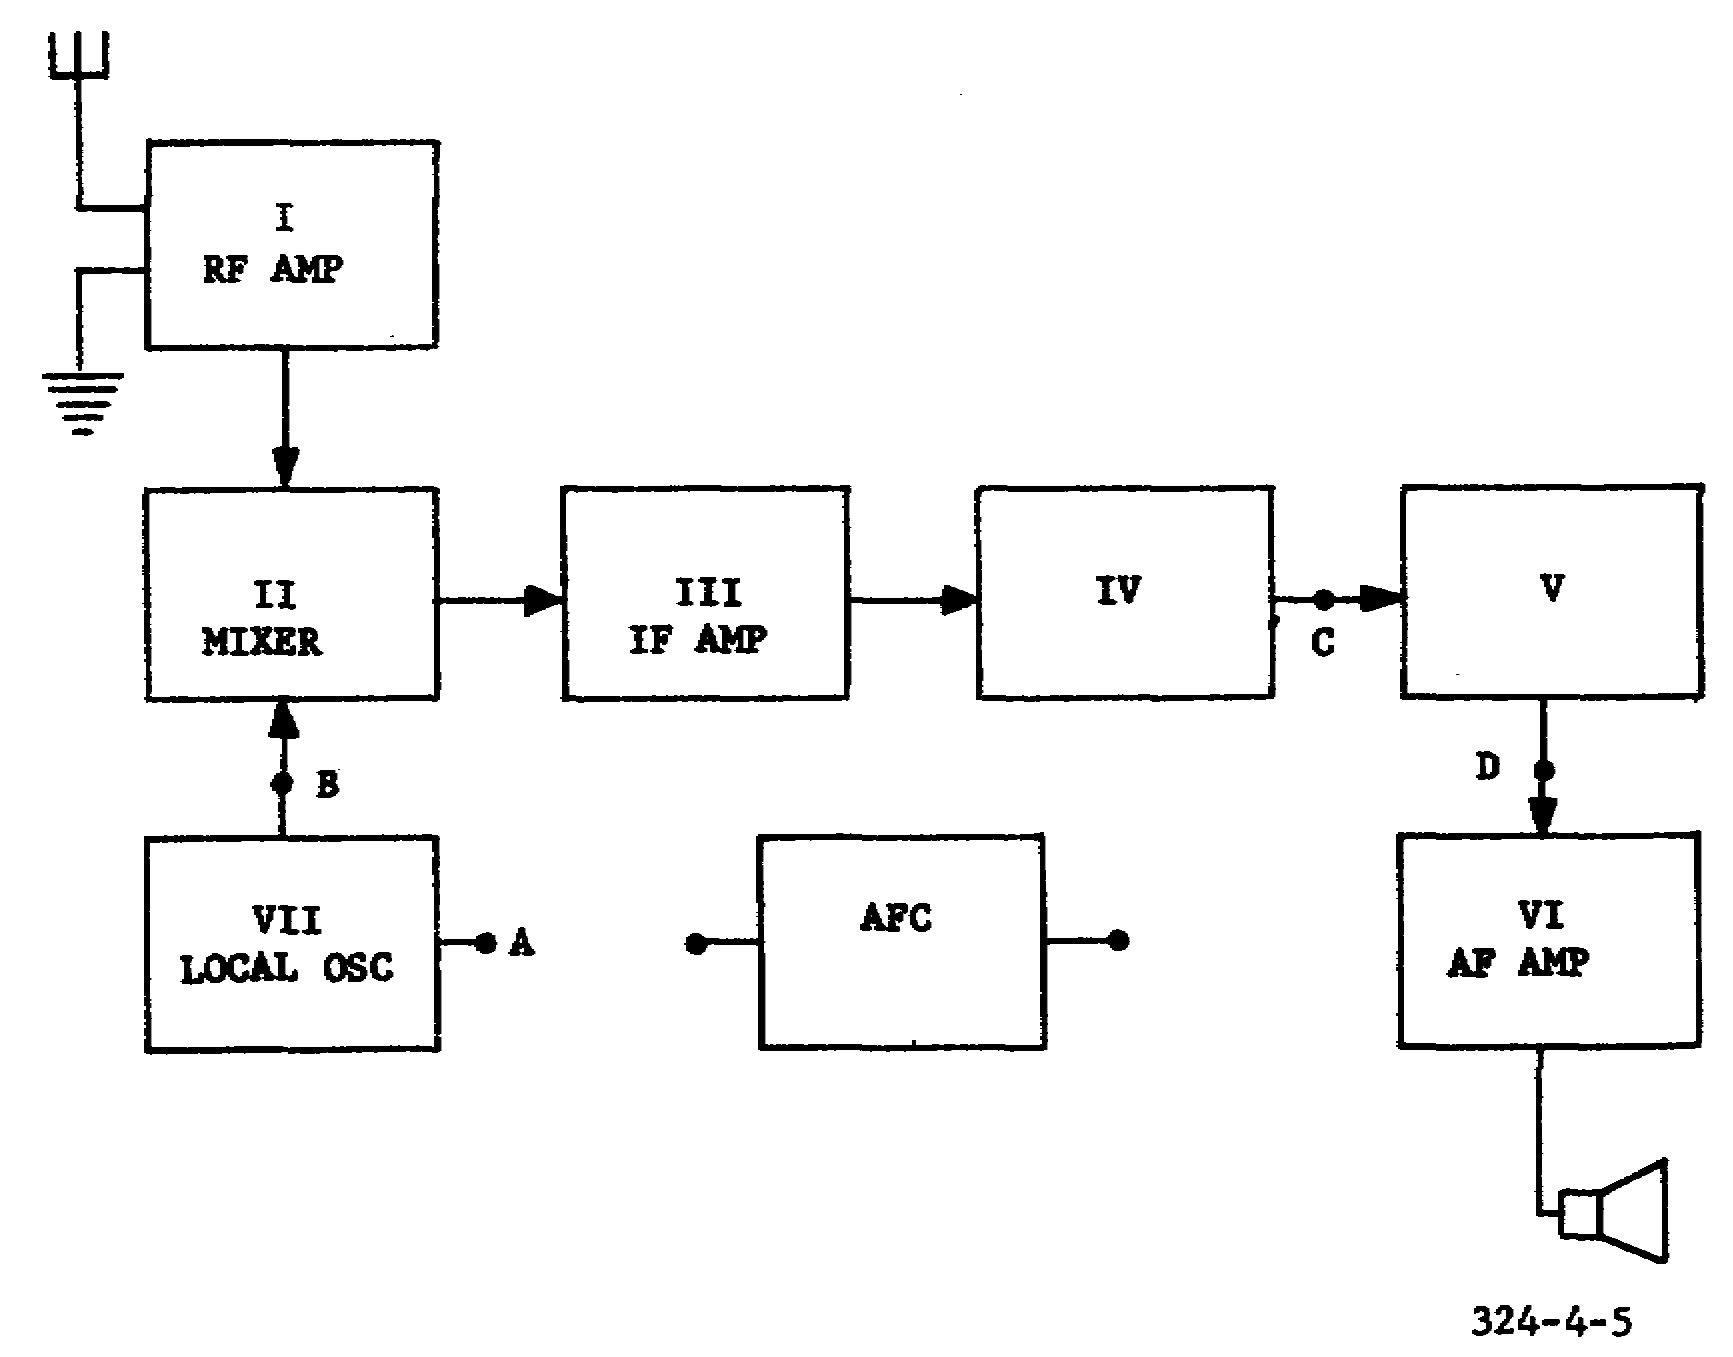 I
RF AMP
II
MIXER
III
IF AMP
IV
V
C
B
D
VII
LOCAL OSC
A
AFC
VI
AF AMP
324-4-5